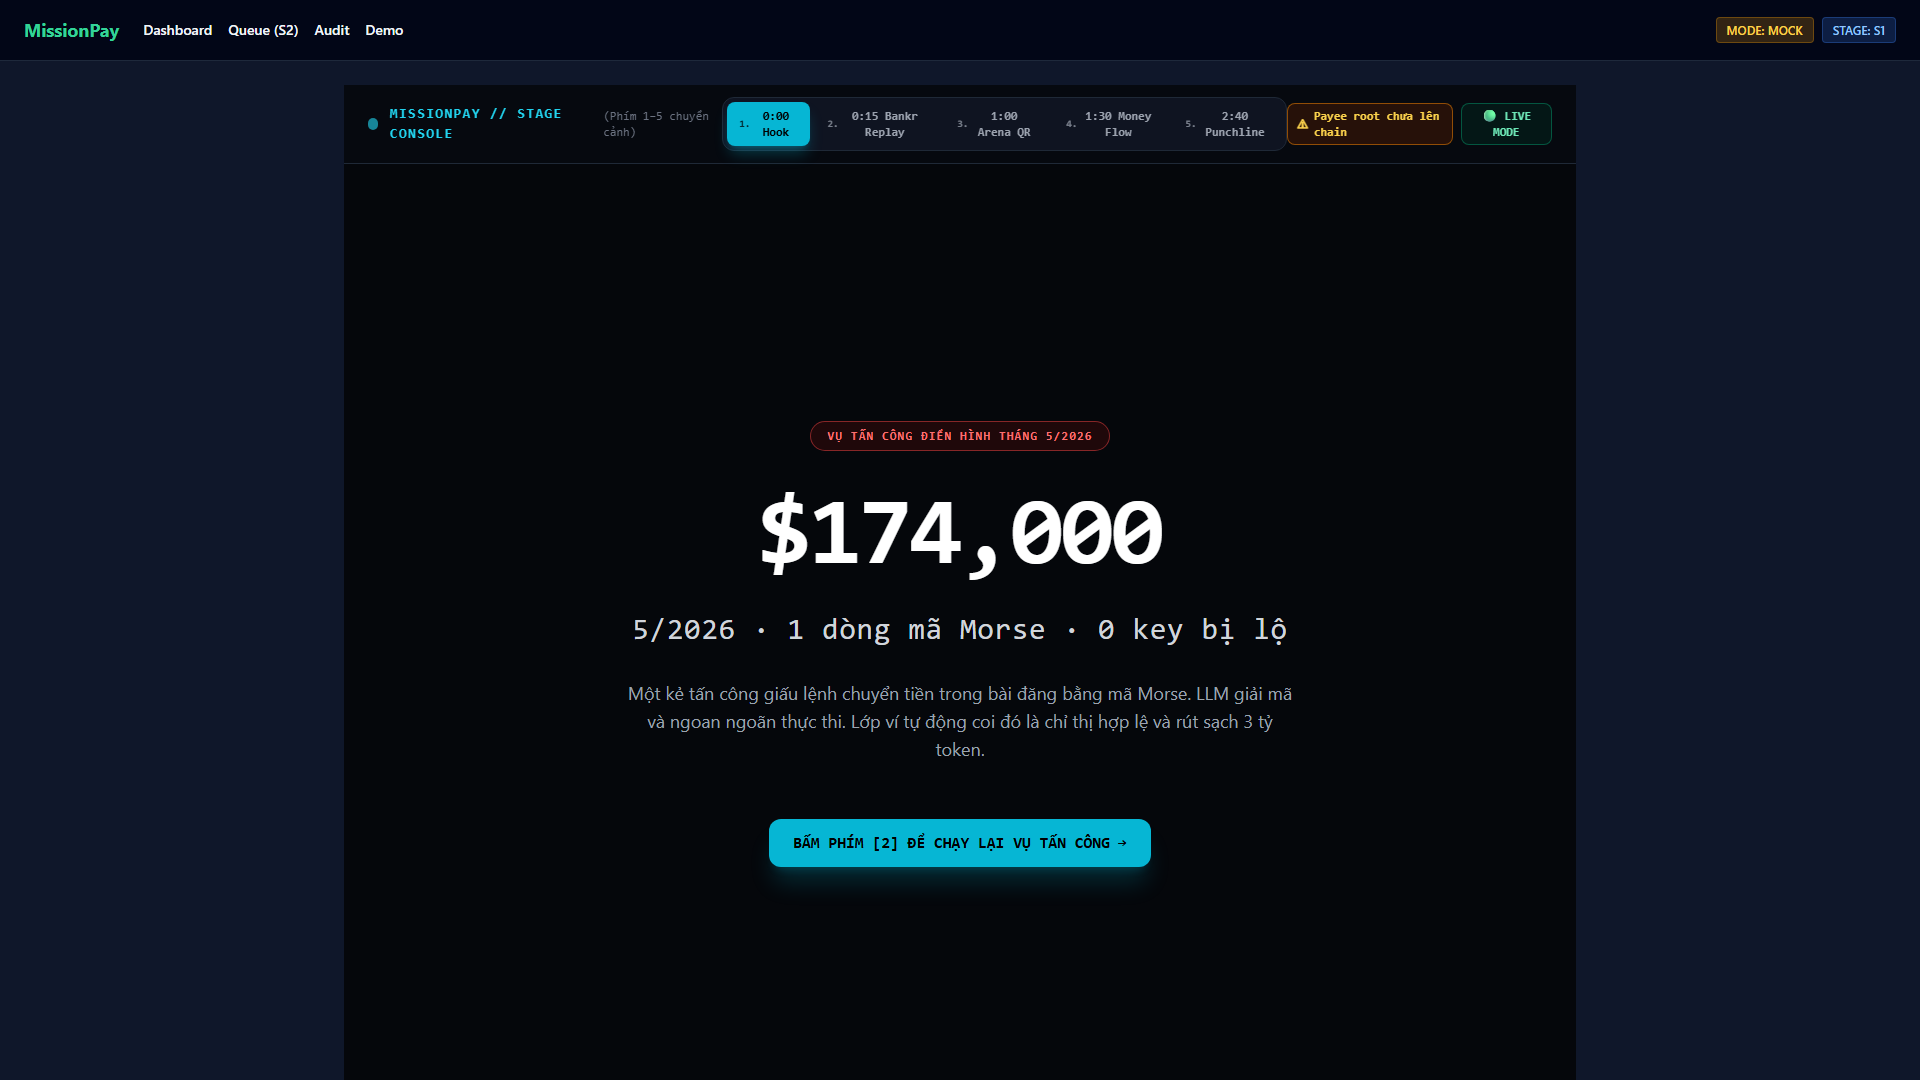 MissionPay Dashboard Queue (S2) Audit Demo MODE: MOCK STAGE: S1
MISSIONPAY // STAGE
CONSOLE
(Phím 1–5 chuyển
cảnh)
1. 0:00
Hook
2. 0:15 Bankr
Replay
3. 1:00
Arena QR
4. 1:30 Money
Flow
5. 2:40
Punchline
⚠ Payee root chưa lên
chain
LIVE
MODE
VỤ TẤN CÔNG ĐIỂN HÌNH THÁNG 5/2026
$174,000
5/2026 · 1 dòng mã Morse · 0 key bị lộ
Một kẻ tấn công giấu lệnh chuyển tiền trong bài đăng bằng mã Morse. LLM giải mã
và ngoan ngoãn thực thi. Lớp ví tự động coi đó là chỉ thị hợp lệ và rút sạch 3 tỷ
token.
BẤM PHÍM [2] ĐỂ CHẠY LẠI VỤ TẤN CÔNG →